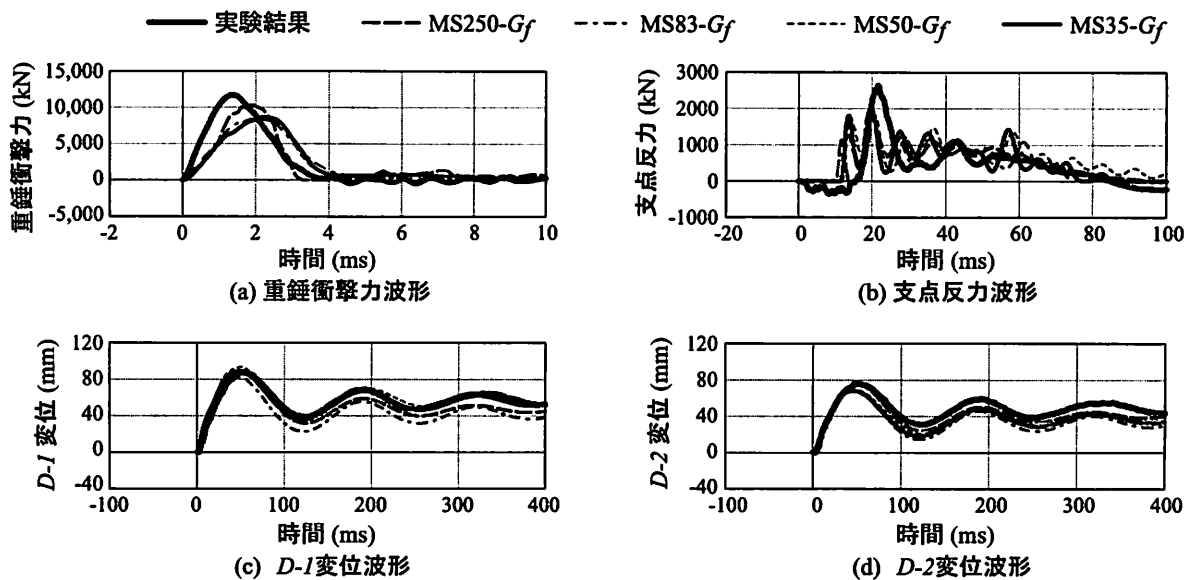 実験結果 MS250-Gf MS83-Gf MS50-Gf MS35-Gf
重錘衝撃力 (kN)
15,000
10,000
5,000
0
-5,000
-2 0 2 4 6 8 10
時間 (ms)
(a) 重錘衝撃力波形
支点反力 (kN)
3000
2000
1000
0
-1000
-20 0 20 40 60 80 100
時間 (ms)
(b) 支点反力波形
D-1 変位 (mm)
120
80
40
0
-40
-100 0 100 200 300 400
時間 (ms)
(c) D-1変位波形
D-2 変位 (mm)
120
80
40
0
-40
-100 0 100 200 300 400
時間 (ms)
(d) D-2変位波形